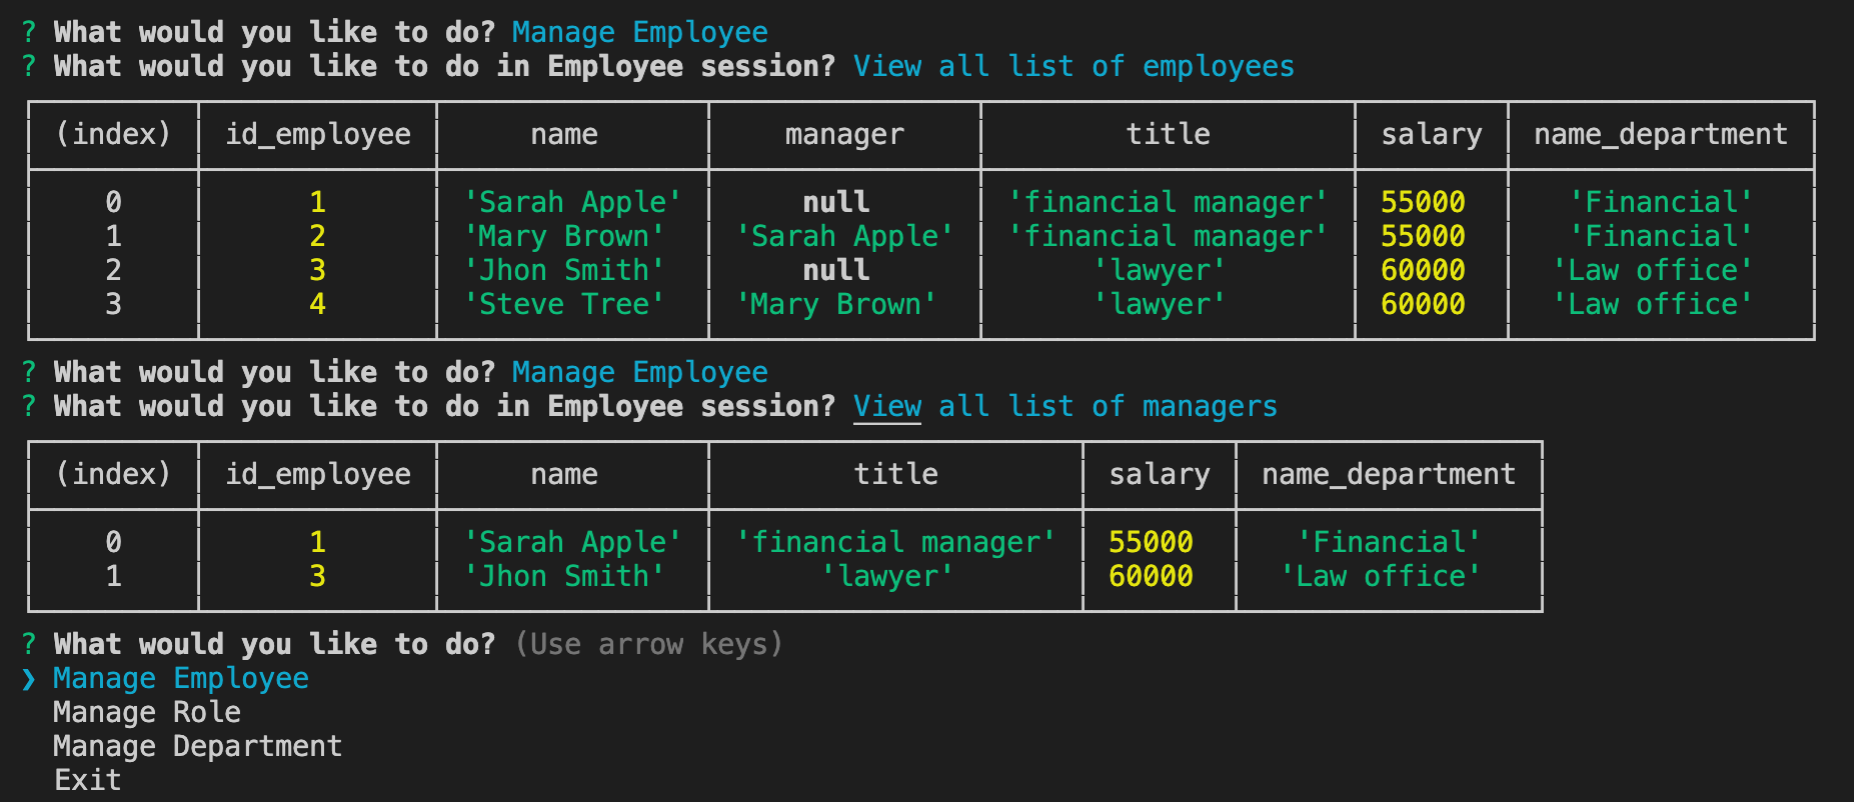 ? What would you like to do? Manage Employee
? What would you like to do in Employee session? View all list of employees
(index) id_employee name manager title salary name_department
0 1 'Sarah Apple' null 'financial manager' 55000 'Financial'
1 2 'Mary Brown' 'Sarah Apple' 'financial manager' 55000 'Financial'
2 3 'Jhon Smith' null 'lawyer' 60000 'Law office'
3 4 'Steve Tree' 'Mary Brown' 'lawyer' 60000 'Law office'
? What would you like to do? Manage Employee
? What would you like to do in Employee session? View all list of managers
(index) id_employee name title salary name_department
0 1 'Sarah Apple' 'financial manager' 55000 'Financial'
1 3 'Jhon Smith' 'lawyer' 60000 'Law office'
? What would you like to do? (Use arrow keys)
❯ Manage Employee
Manage Role
Manage Department
Exit